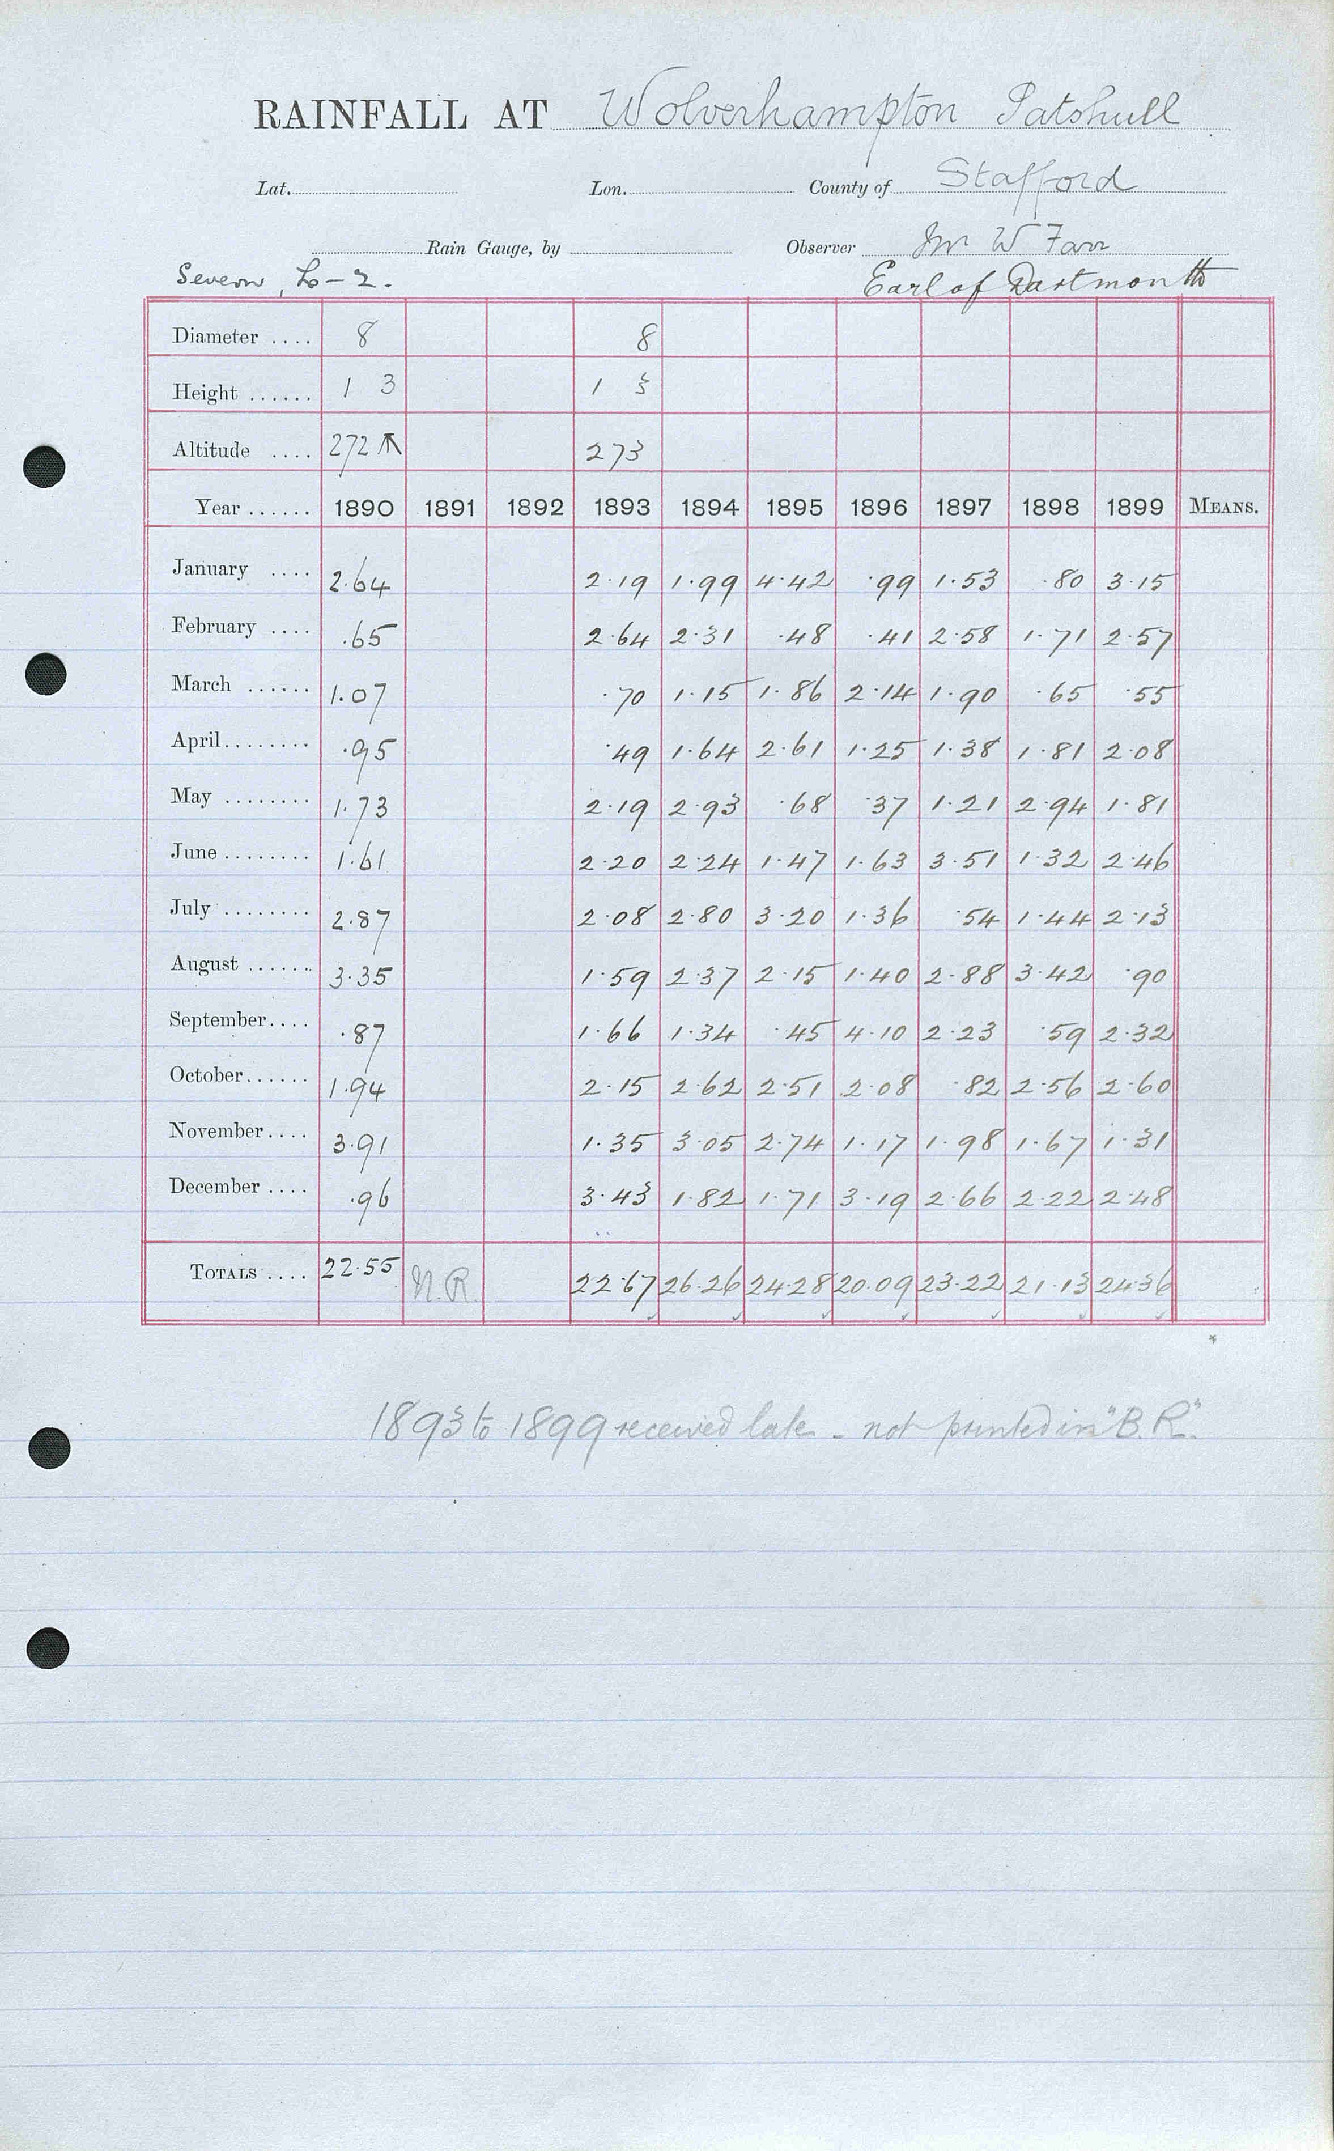 RAINFALL AT Wolverhampton Patshull
Lat. Lon. County of Stafford
Rain Gauge, by Observer Mr W Farr
Severn, Earl of Dartmouth
Diameter .... 8 8
Height ...... 1 3 1 3
Altitude .... 272 273
Year ...... 1890 1891 1892 1893 1894 1895 1896 1897 1898 1899 MEANS.
January .... 2.64 2.19 1.99 4.42 .99 1.53 .80 3.15
February .... .65 2.64 2.31 .48 .41 2.58 1.71 2.57
March ...... 1.07 .70 1.15 1.86 2.14 1.90 .65 .55
April........ .95 .49 1.64 2.61 1.25 1.38 1.81 2.08
May ........ 1.73 2.19 2.93 .68 .37 1.21 2.94 1.81
June ........ 1.61 2.20 2.24 1.47 1.63 3.51 1.32 2.46
July ........ 2.87 2.08 2.80 3.20 1.36 .54 1.44 2.13
August ...... 3.35 1.59 2.37 2.15 1.40 2.88 3.42 .90
September.... .87 1.66 1.34 .45 4.10 2.23 .59 2.32
October...... 1.94 2.15 2.62 2.51 2.08 .82 2.56 2.60
November.... 3.91 1.35 3.05 2.74 1.17 1.98 1.67 1.31
December .... .96 3.43 1.82 1.71 3.19 2.66 2.22 2.48
TOTALS .... 22.55 N.R. 22.67 26.26 24.28 20.09 23.22 21.13 24.36
*
1893 to 1899 received late - not printed in "B.R."